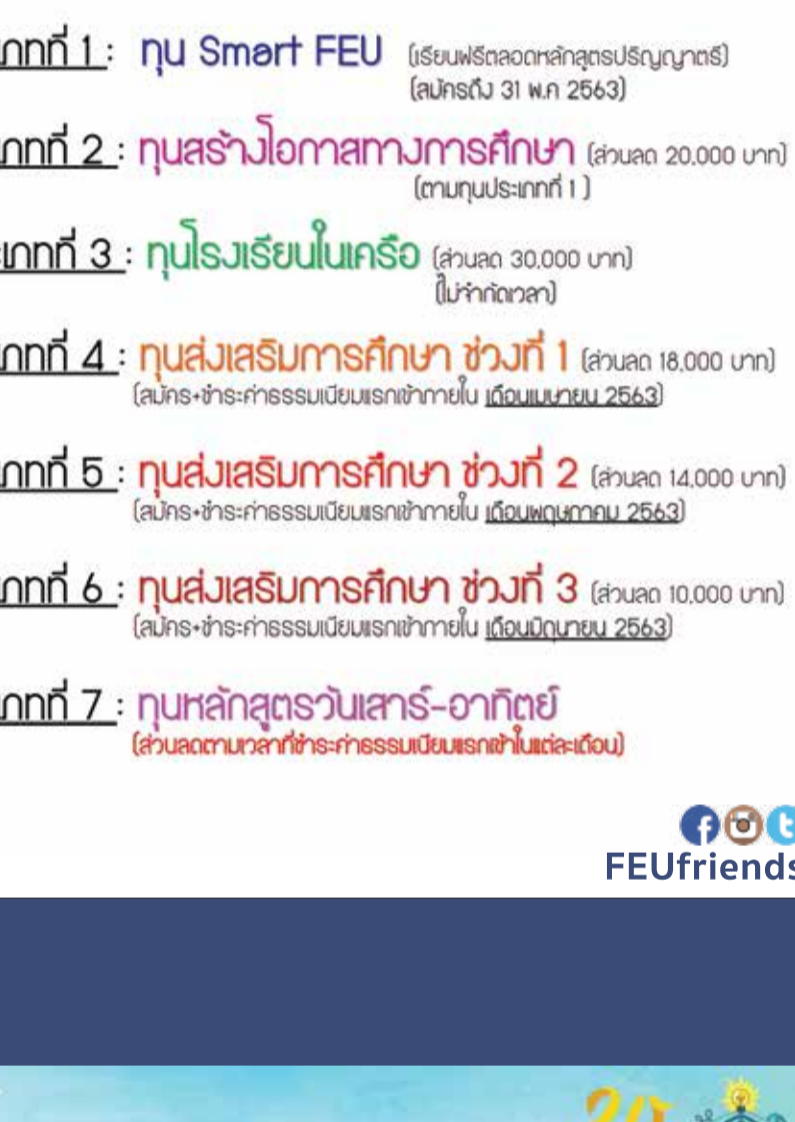 ภทที่ 1 : ทุน Smart FEU (เรียนฟรีตลอดหลักสูตรปริญญาตรี)
(สมัครถึง 31 พ.ค 2563)
ภทที่ 2 : ทุนสร้างโอกาสทางการศึกษา (ส่วนลด 20,000 บาท)
(ตามทุนประเภทที่ 1 )
ะเภทที่ 3 : ทุนโรงเรียนในเครือ (ส่วนลด 30,000 บาท)
(ไม่จำกัดเวลา)
ภทที่ 4 : ทุนส่งเสริมการศึกษา ช่วงที่ 1 (ส่วนลด 18,000 บาท)
(สมัคร+ชำระค่าธรรมเนียมแรกเข้าภายใน เดือนเมษายน 2563)
ภทที่ 5 : ทุนส่งเสริมการศึกษา ช่วงที่ 2 (ส่วนลด 14,000 บาท)
(สมัคร+ชำระค่าธรรมเนียมแรกเข้าภายใน เดือนพฤษภาคม 2563)
ภทที่ 6 : ทุนส่งเสริมการศึกษา ช่วงที่ 3 (ส่วนลด 10,000 บาท)
(สมัคร+ชำระค่าธรรมเนียมแรกเข้าภายใน เดือนมิถุนายน 2563)
ภทที่ 7 : ทุนหลักสูตรวันเสาร์-อาทิตย์
(ส่วนลดตามเวลาที่ชำระค่าธรรมเนียมแรกเข้าในแต่ละเดือน)
FEUfriends